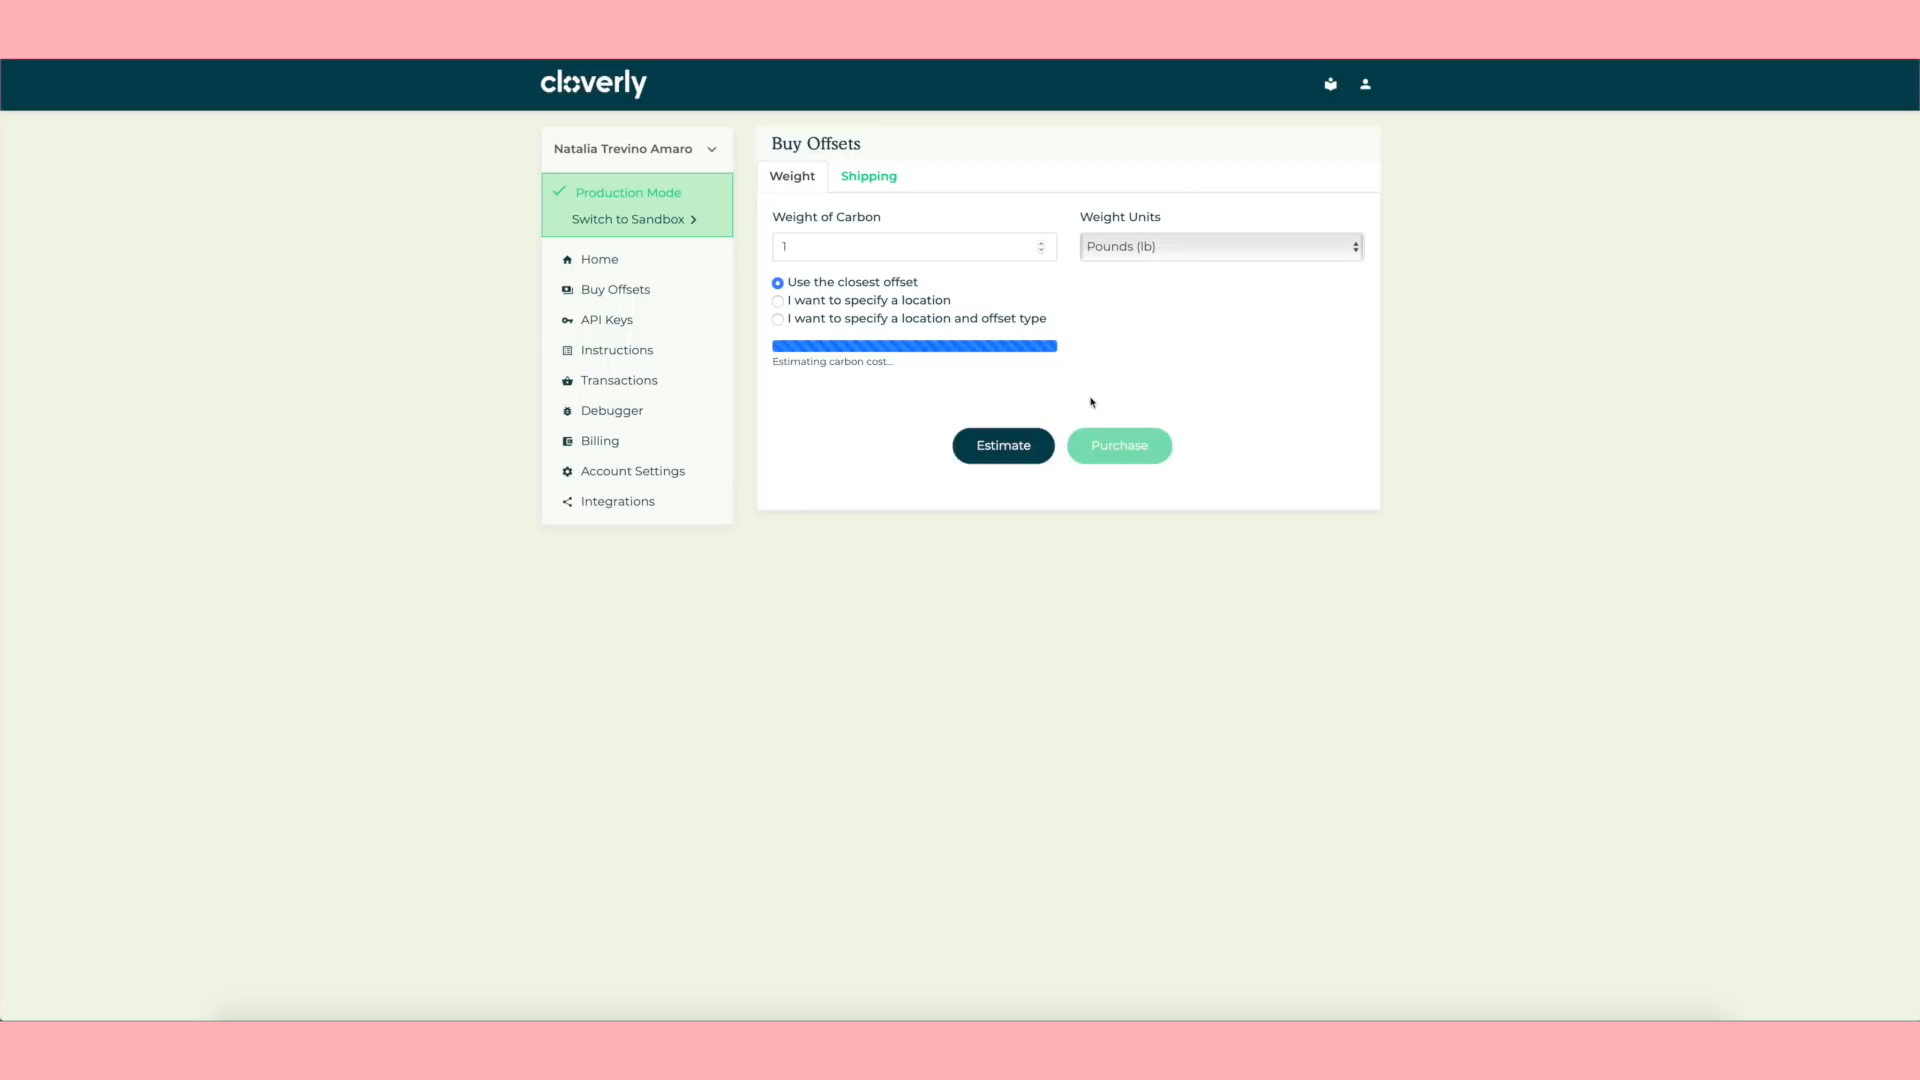 cloverly
Natalia Trevino Amaro
Production Mode
Switch to Sandbox
Home
Buy Offsets
API Keys
Instructions
Transactions
Debugger
Billing
Account Settings
Integrations
Buy Offsets
Weight Shipping
Weight of Carbon Weight Units
1 Pounds (lb)
Use the closest offset
I want to specify a location
I want to specify a location and offset type
Estimating carbon cost...
Estimate Purchase